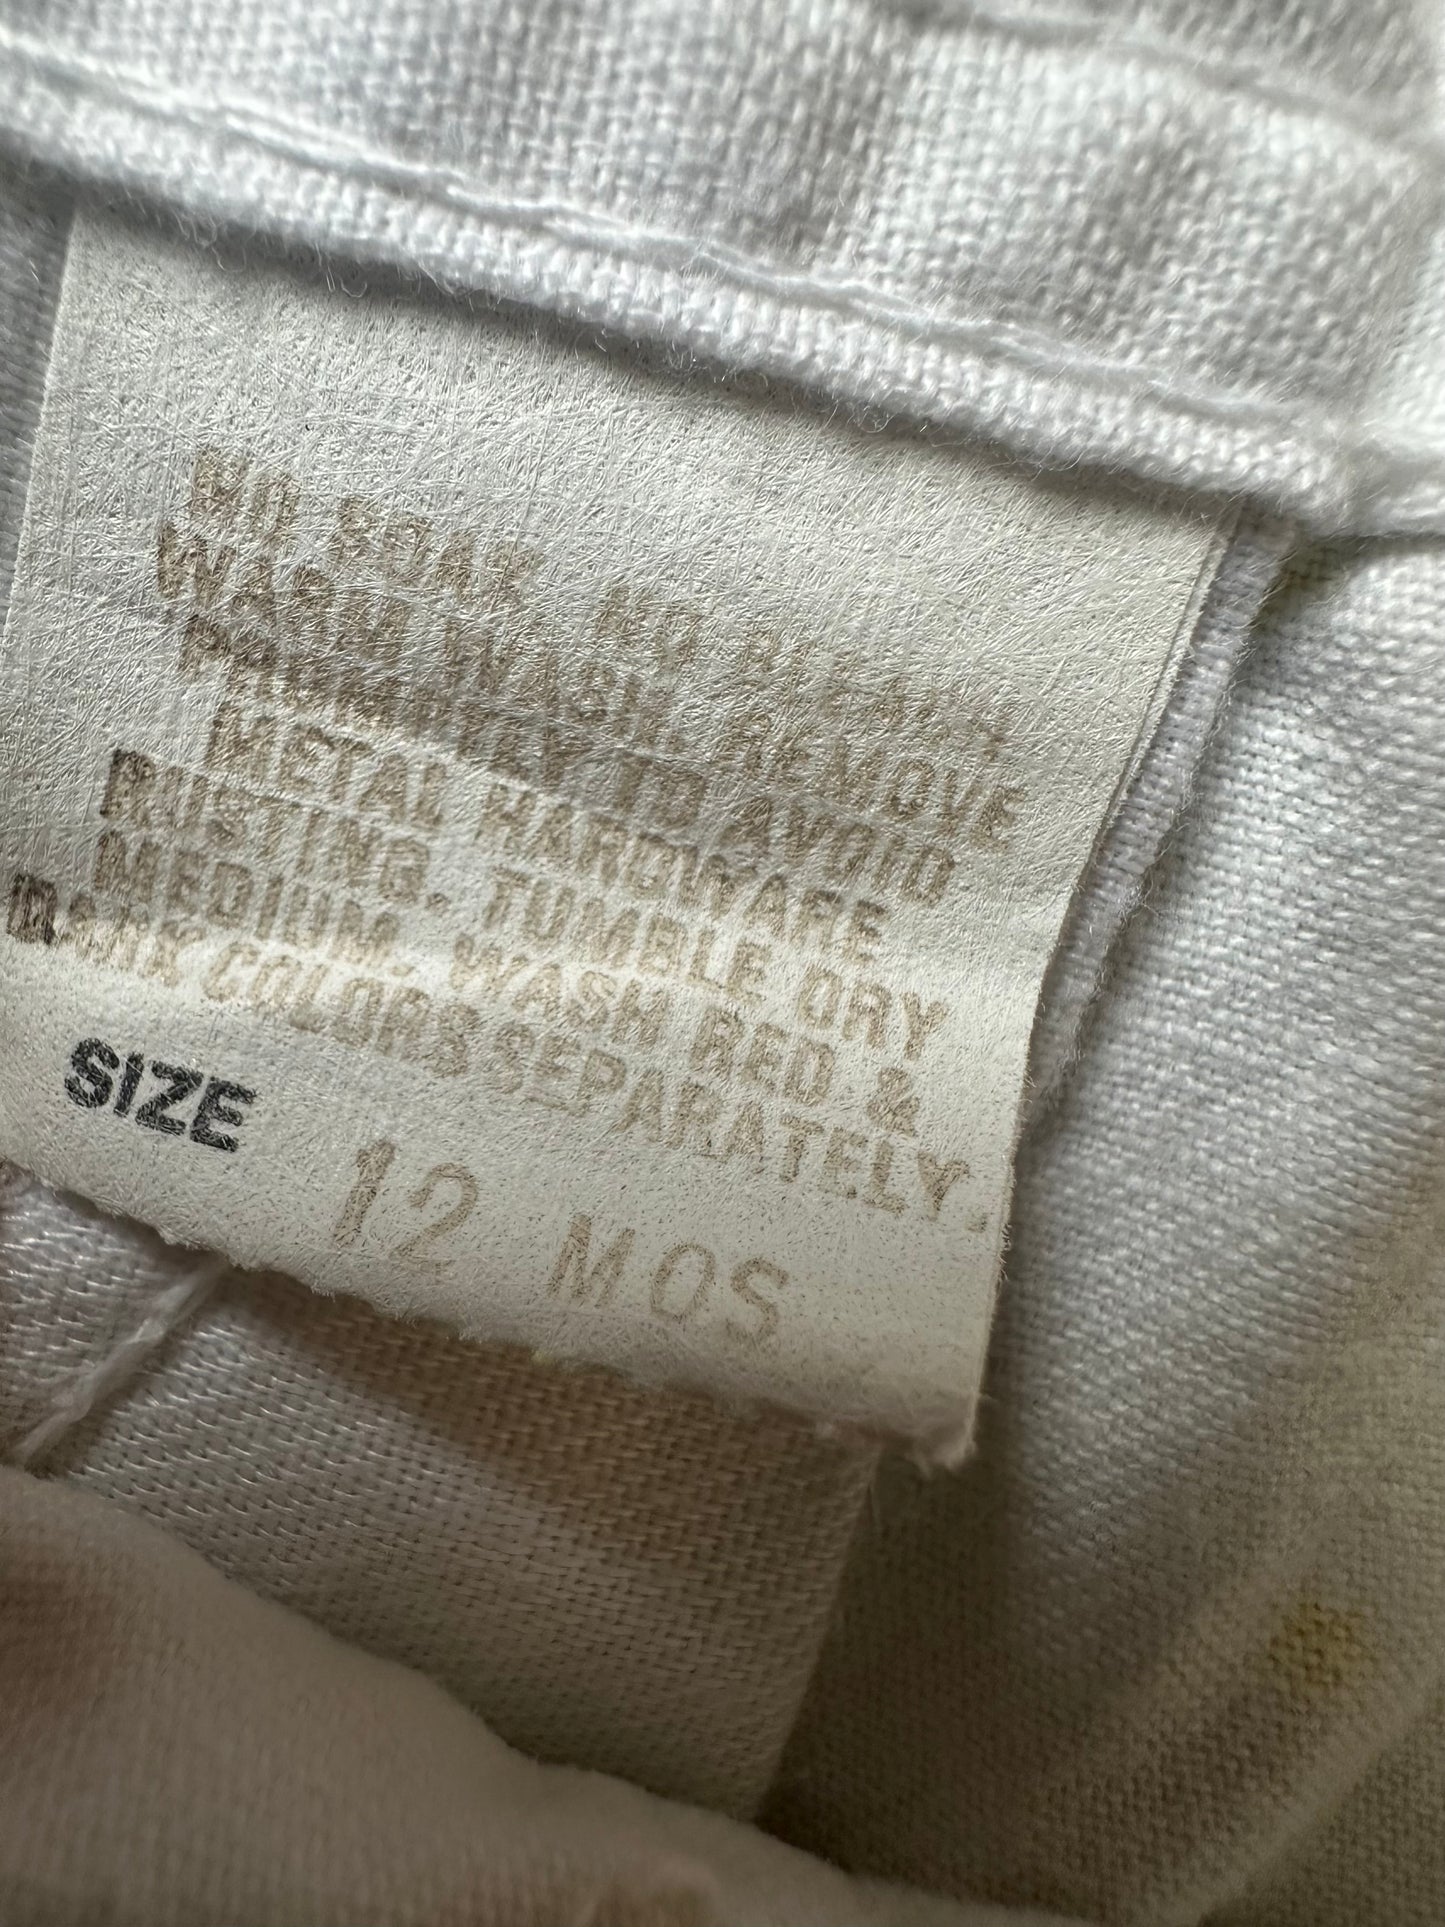 NO SOAK. NO BLEACH
WARM WASH. REMOVE
PROMPTLY TO AVOID
METAL HARDWARE
RUSTING. TUMBLE DRY
MEDIUM. WASH RED &
DARK COLORS SEPARATELY.
SIZE
12 MOS